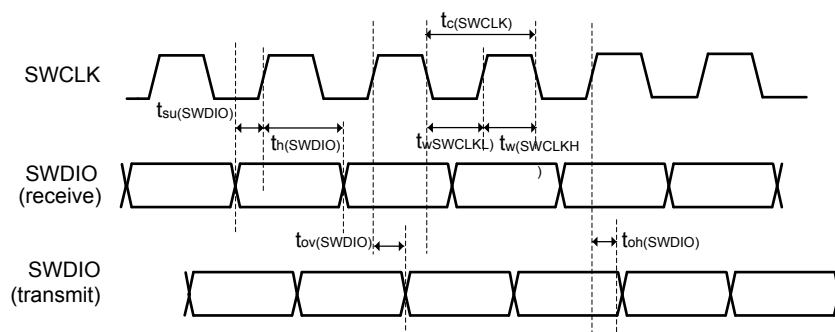 tc(SWCLK)
SWCLK
tsu(SWDIO)
th(SWDIO)
twSWCLKL)
tw(SWCLKH
)
SWDIO
(receive)
tov(SWDIO)
toh(SWDIO)
SWDIO
(transmit)